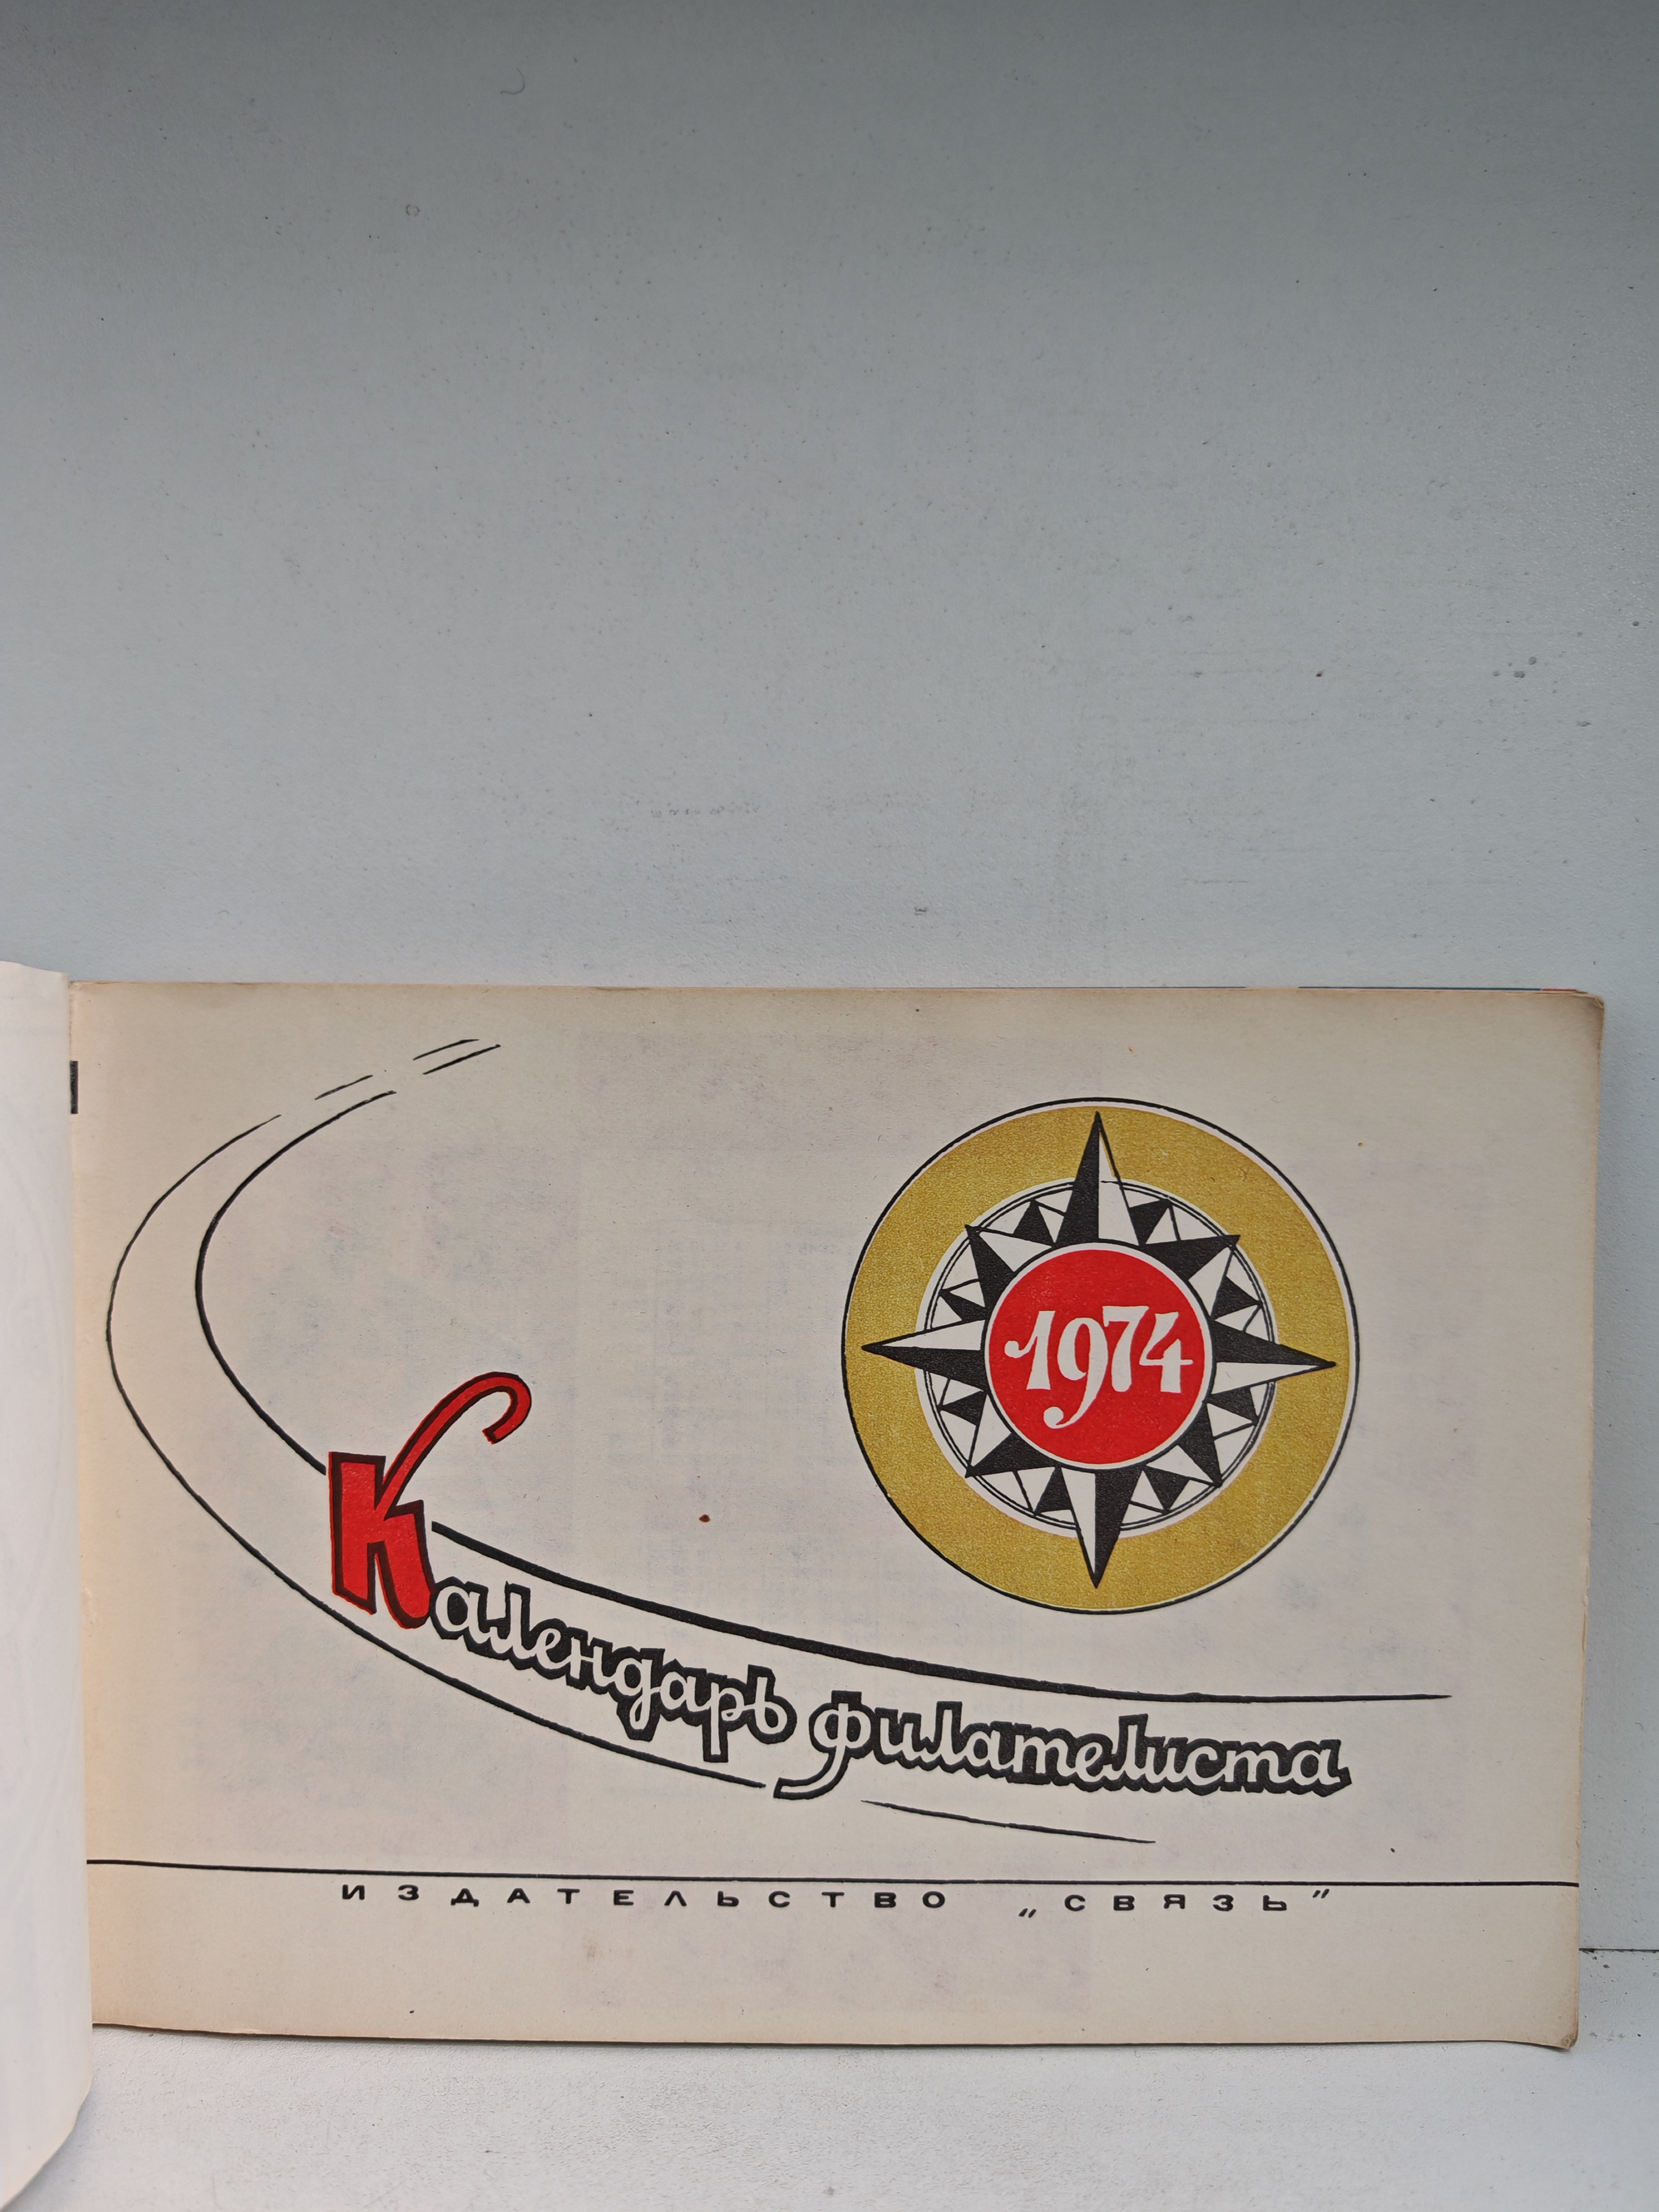 1974
Календарь филателиста
ИЗДАТЕЛЬСТВО „СВЯЗЬ”